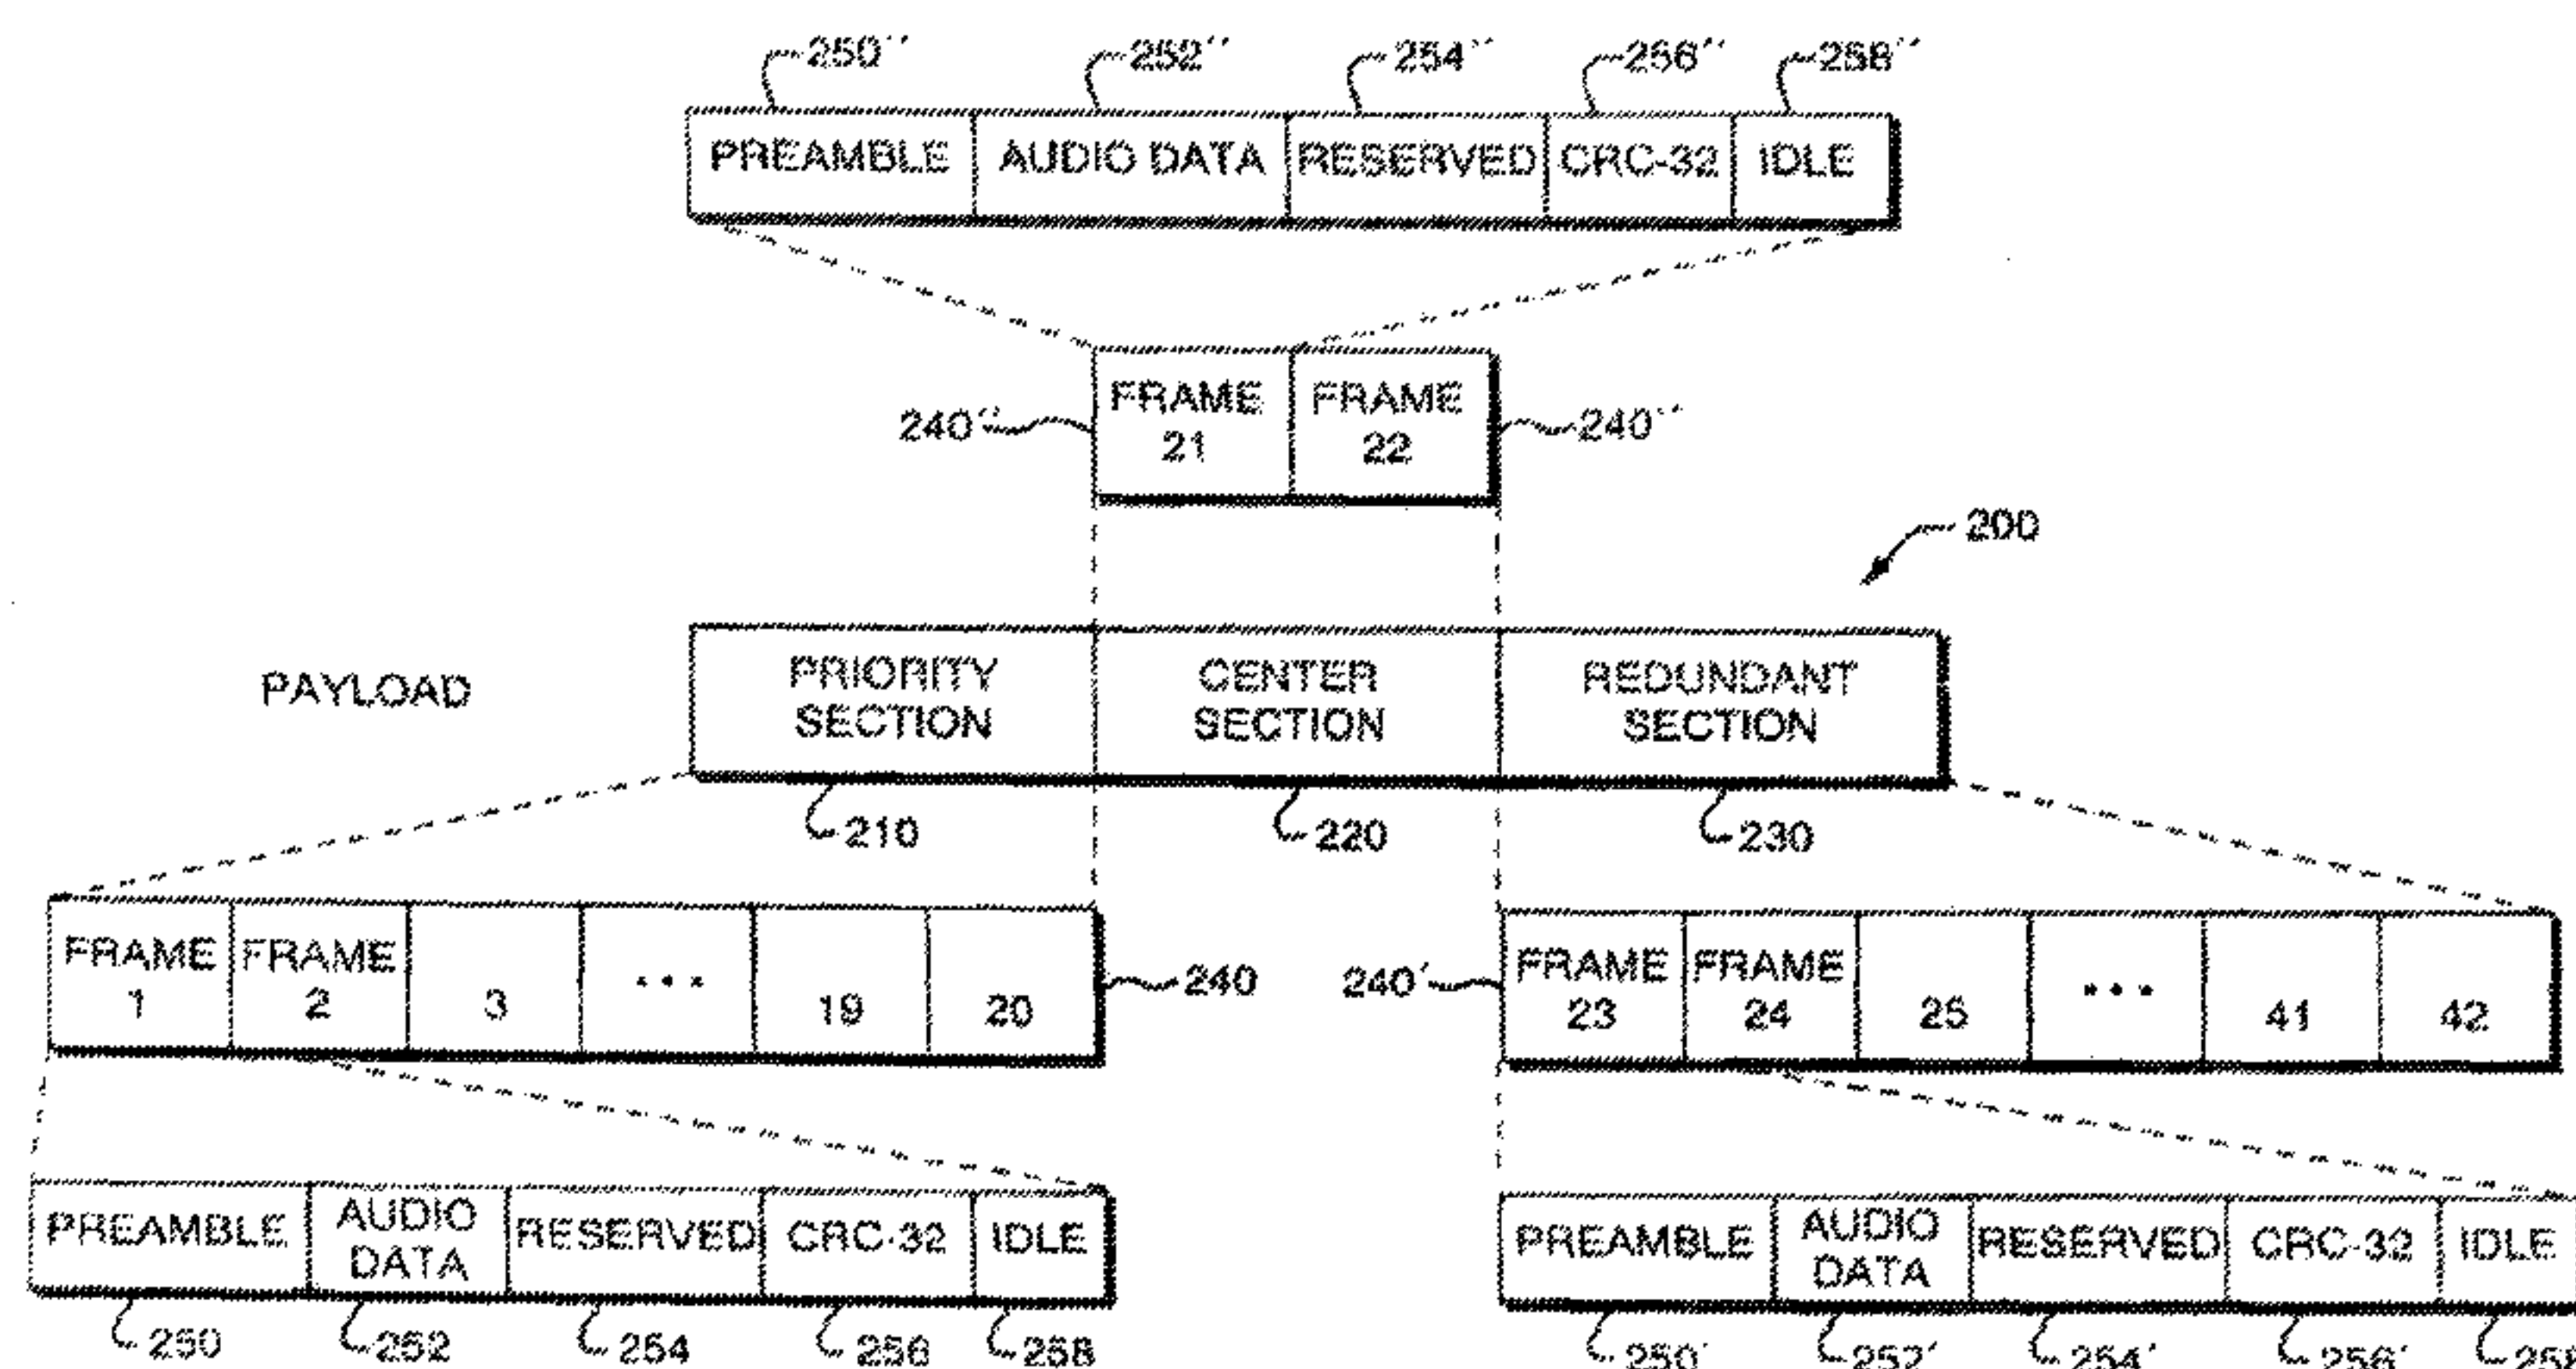 250'' 252'' 254'' 256'' 258''
PREAMBLE AUDIO DATA RESERVED CRC-32 IDLE
240'' FRAME 21 FRAME 22 240''
200
PAYLOAD
PRIORITY SECTION CENTER SECTION REDUNDANT SECTION
210 220 230
FRAME 1 FRAME 2 3 • • • 19 20 240
240' FRAME 23 FRAME 24 25 • • • 41 42
PREAMBLE AUDIO DATA RESERVED CRC-32 IDLE
250 252 254 256 258
PREAMBLE AUDIO DATA RESERVED CRC-32 IDLE
250' 252' 254' 256'